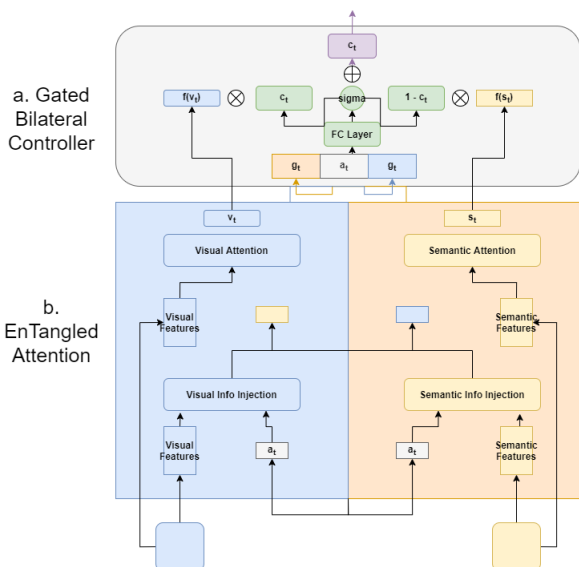 c_t
a. Gated
Bilateral
Controller
f(v_t)
c_t
sigma
1 - c_t
f(s_t)
FC Layer
g_t
a_t
g_t
v_t
s_t
Visual Attention
Semantic Attention
b.
EnTangled
Attention
Visual
Features
Semantic
Features
Visual Info Injection
Semantic Info Injection
Visual
Features
a_t
a_t
Semantic
Features